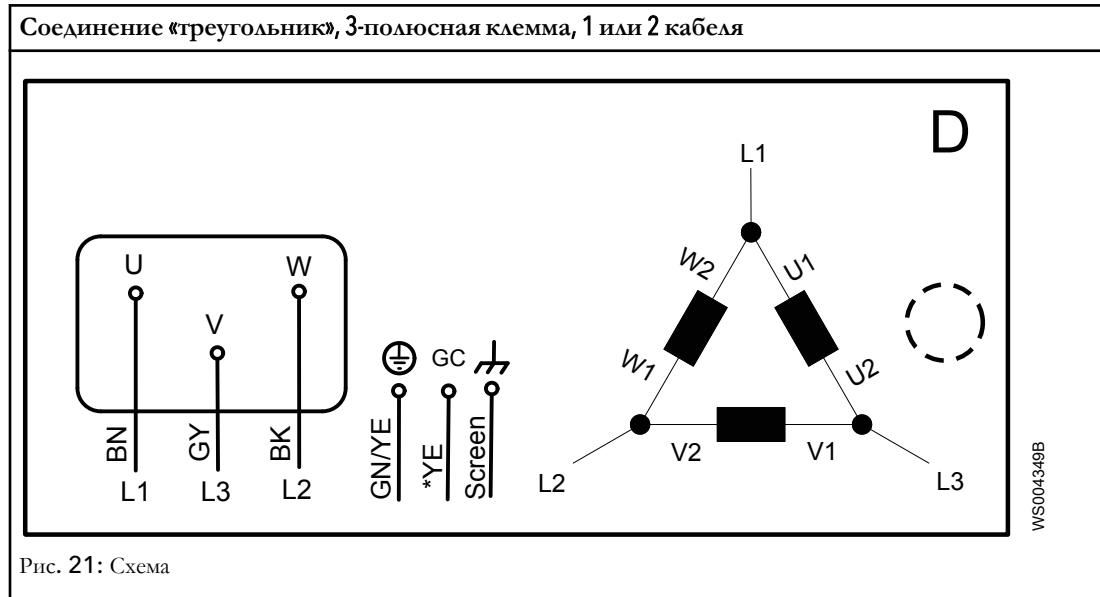 Соединение «треугольник», 3-полюсная клемма, 1 или 2 кабеля
D
L1
U
W
V
W2
U1
GC
W1
U2
BN
GY
BK
GN/YE
*YE
Screen
V2
V1
L1
L3
L2
L2
L3
WS004349B
Рис. 21: Схема